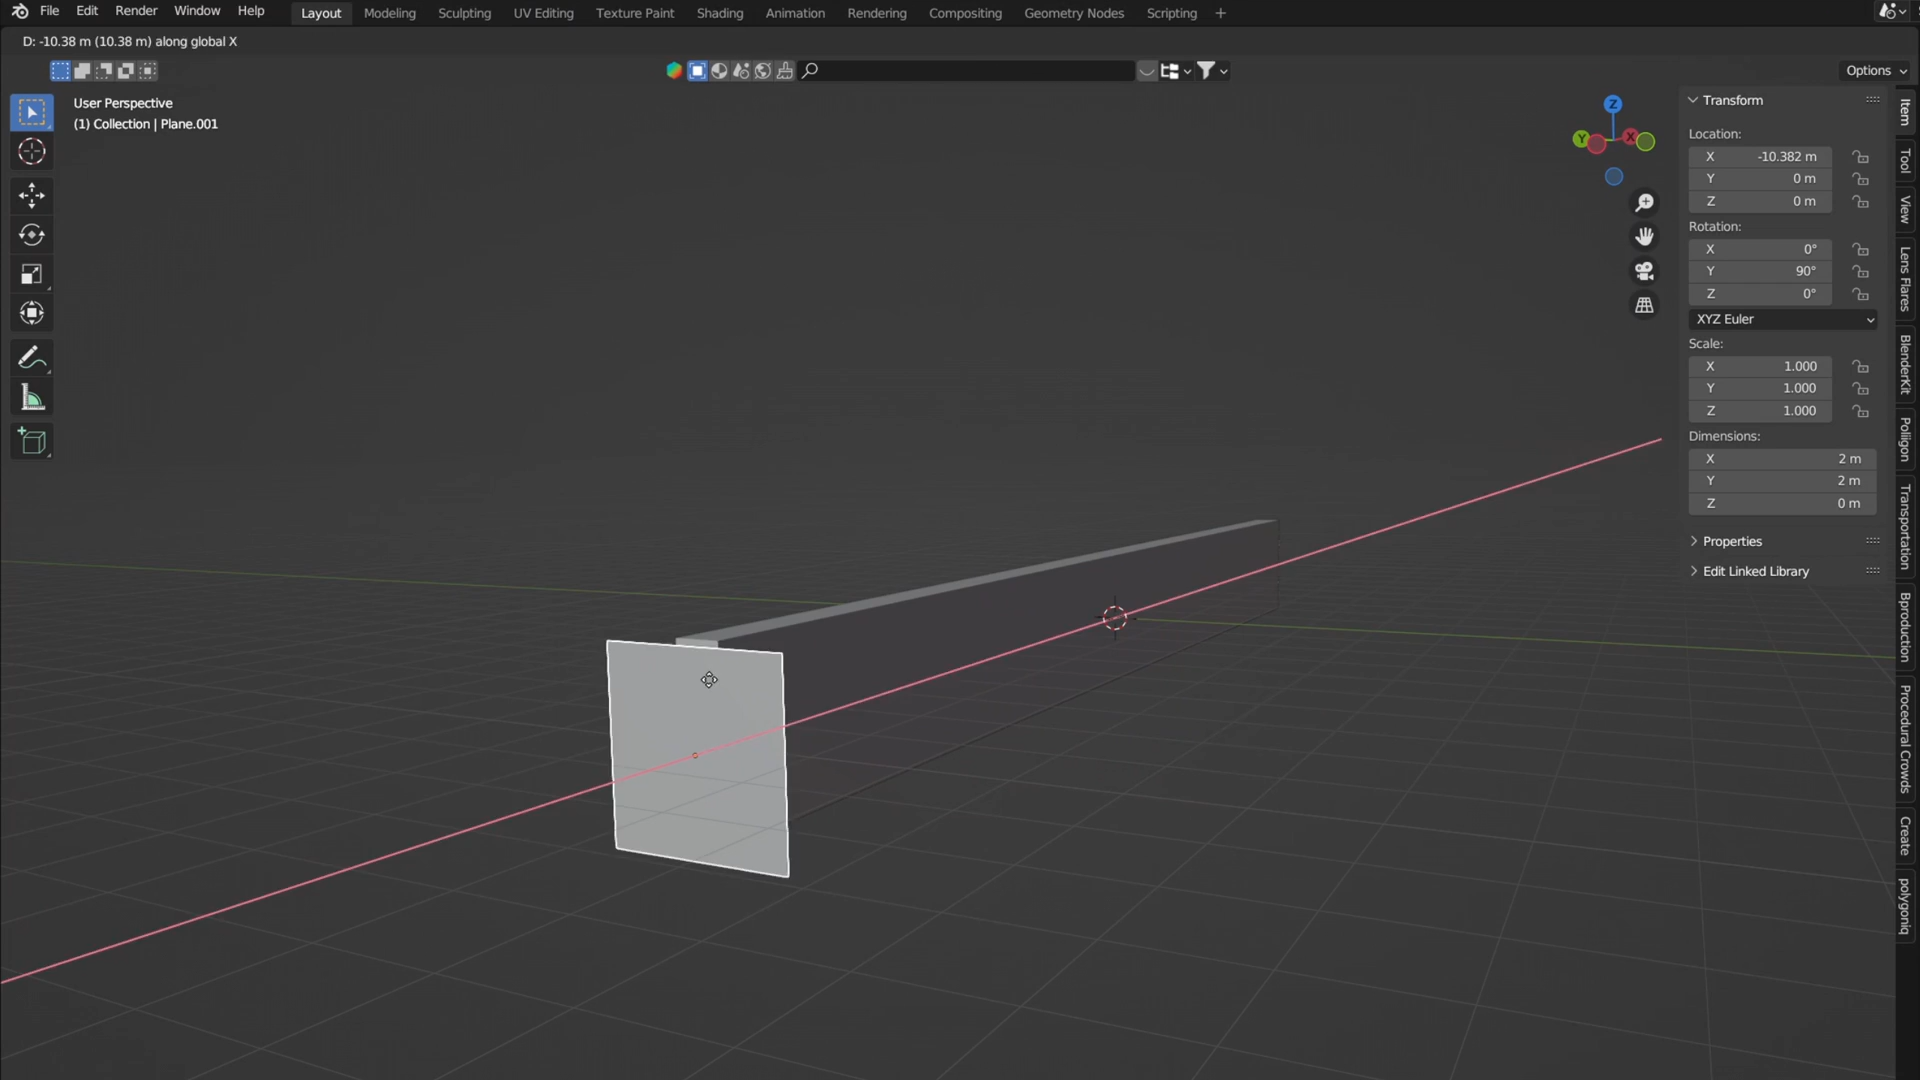 File Edit Render Window Help Layout Modeling Sculpting UV Editing Texture Paint Shading Animation Rendering Compositing Geometry Nodes Scripting +
D: -10.38 m (10.38 m) along global X
Options
User Perspective
(1) Collection | Plane.001
Z
Y
X
Transform
Location:
X -10.382 m
Y 0 m
Z 0 m
Rotation:
X 0°
Y 90°
Z 0°
XYZ Euler
Scale:
X 1.000
Y 1.000
Z 1.000
Dimensions:
X 2 m
Y 2 m
Z 0 m
Properties
Edit Linked Library
Item
Tool
View
Lens Flares
BlenderKit
Poliigon
Transportation
Bproduction
Procedural Crowds
Create
polygoniq